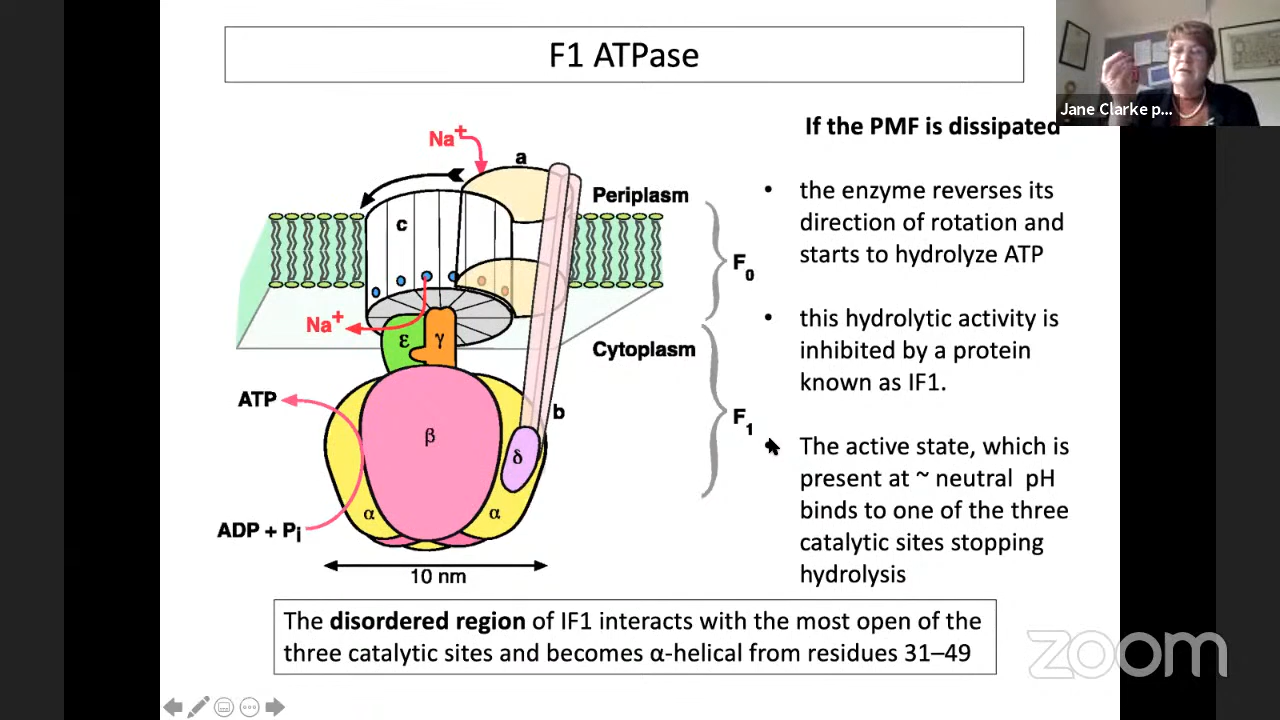 F1 ATPase
Jane Clarke p...
If the PMF is dissipated
• the enzyme reverses its
direction of rotation and
starts to hydrolyze ATP
• this hydrolytic activity is
inhibited by a protein
known as IF1.
The active state, which is
present at ~ neutral pH
binds to one of the three
catalytic sites stopping
hydrolysis
Na+
a
Periplasm
c
F0
Na+
ε
γ
Cytoplasm
ATP
b
F1
β
δ
α
α
ADP + Pi
10 nm
The disordered region of IF1 interacts with the most open of the
three catalytic sites and becomes α-helical from residues 31–49
zoom